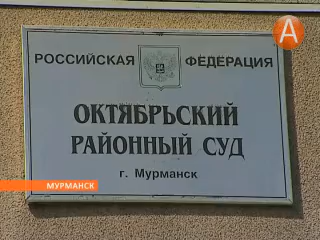 РОССИЙСКАЯ ФЕДЕРАЦИЯ
ОКТЯБРЬСКИЙ
РАЙОННЫЙ СУД
г. Мурманск
МУРМАНСК